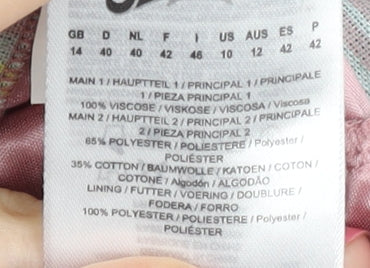 GB D NL F I US AUS ES P
14 40 40 42 46 10 12 42 42
MAIN 1 / HAUPTTEIL 1 / PRINCIPAL 1 / PRINCIPALE
1 / PIEZA PRINCIPAL 1
100% VISCOSE / VISKOSE / VISCOSA / Viscosa
MAIN 2 / HAUPTTEIL 2 / PRINCIPAL 2 / PRINCIPALE
2 / PIEZA PRINCIPAL 2
65% POLYESTER / POLIESTERE / Polyester /
POLIÉSTER
35% COTTON / BAUMWOLLE / KATOEN / COTON /
COTONE / Algodón / ALGODÃO
LINING / FUTTER / VOERING / DOUBLURE /
FODERA / FORRO
100% POLYESTER / POLIESTERE / Polyester /
POLIÉSTER